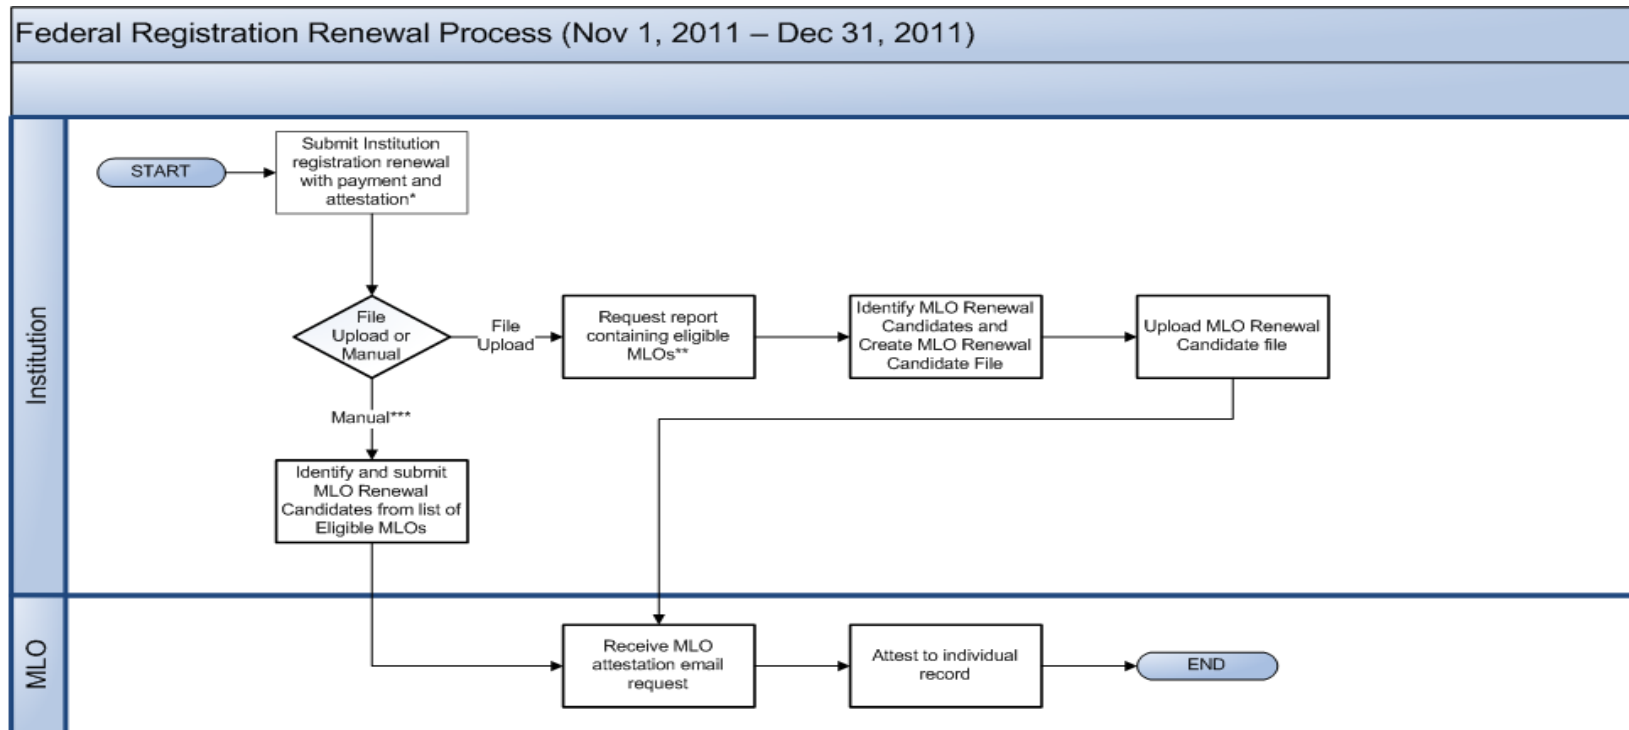 Federal Registration Renewal Process (Nov 1, 2011 – Dec 31, 2011)
Institution
START
Submit Institution
registration renewal
with payment and
attestation*
File
Upload or
Manual
File
Upload
Request report
containing eligible
MLOs**
Identify MLO Renewal
Candidates and
Create MLO Renewal
Candidate File
Upload MLO Renewal
Candidate file
Manual***
Identify and submit
MLO Renewal
Candidates from list of
Eligible MLOs
MLO
Receive MLO
attestation email
request
Attest to individual
record
END